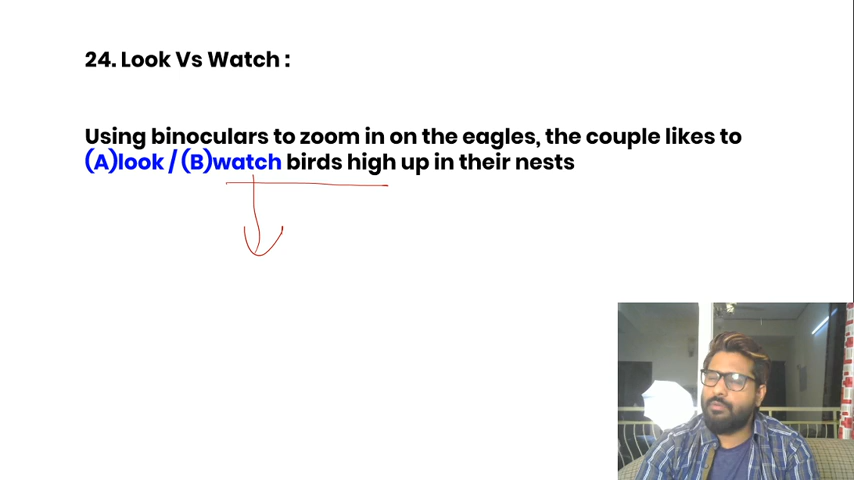 24. Look Vs Watch :
Using binoculars to zoom in on the eagles, the couple likes to
(A)look / (B)watch birds high up in their nests